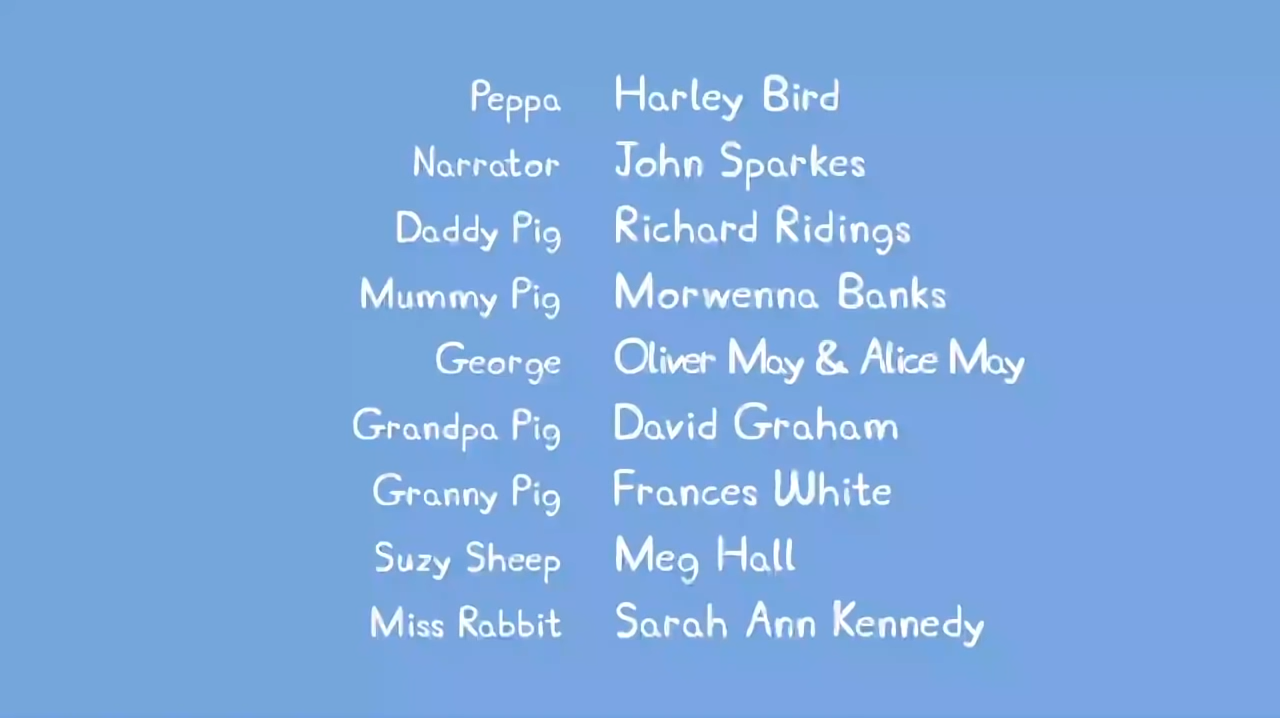 Peppa Harley Bird
Narrator John Sparkes
Daddy Pig Richard Ridings
Mummy Pig Morwenna Banks
George Oliver May & Alice May
Grandpa Pig David Graham
Granny Pig Frances White
Suzy Sheep Meg Hall
Miss Rabbit Sarah Ann Kennedy